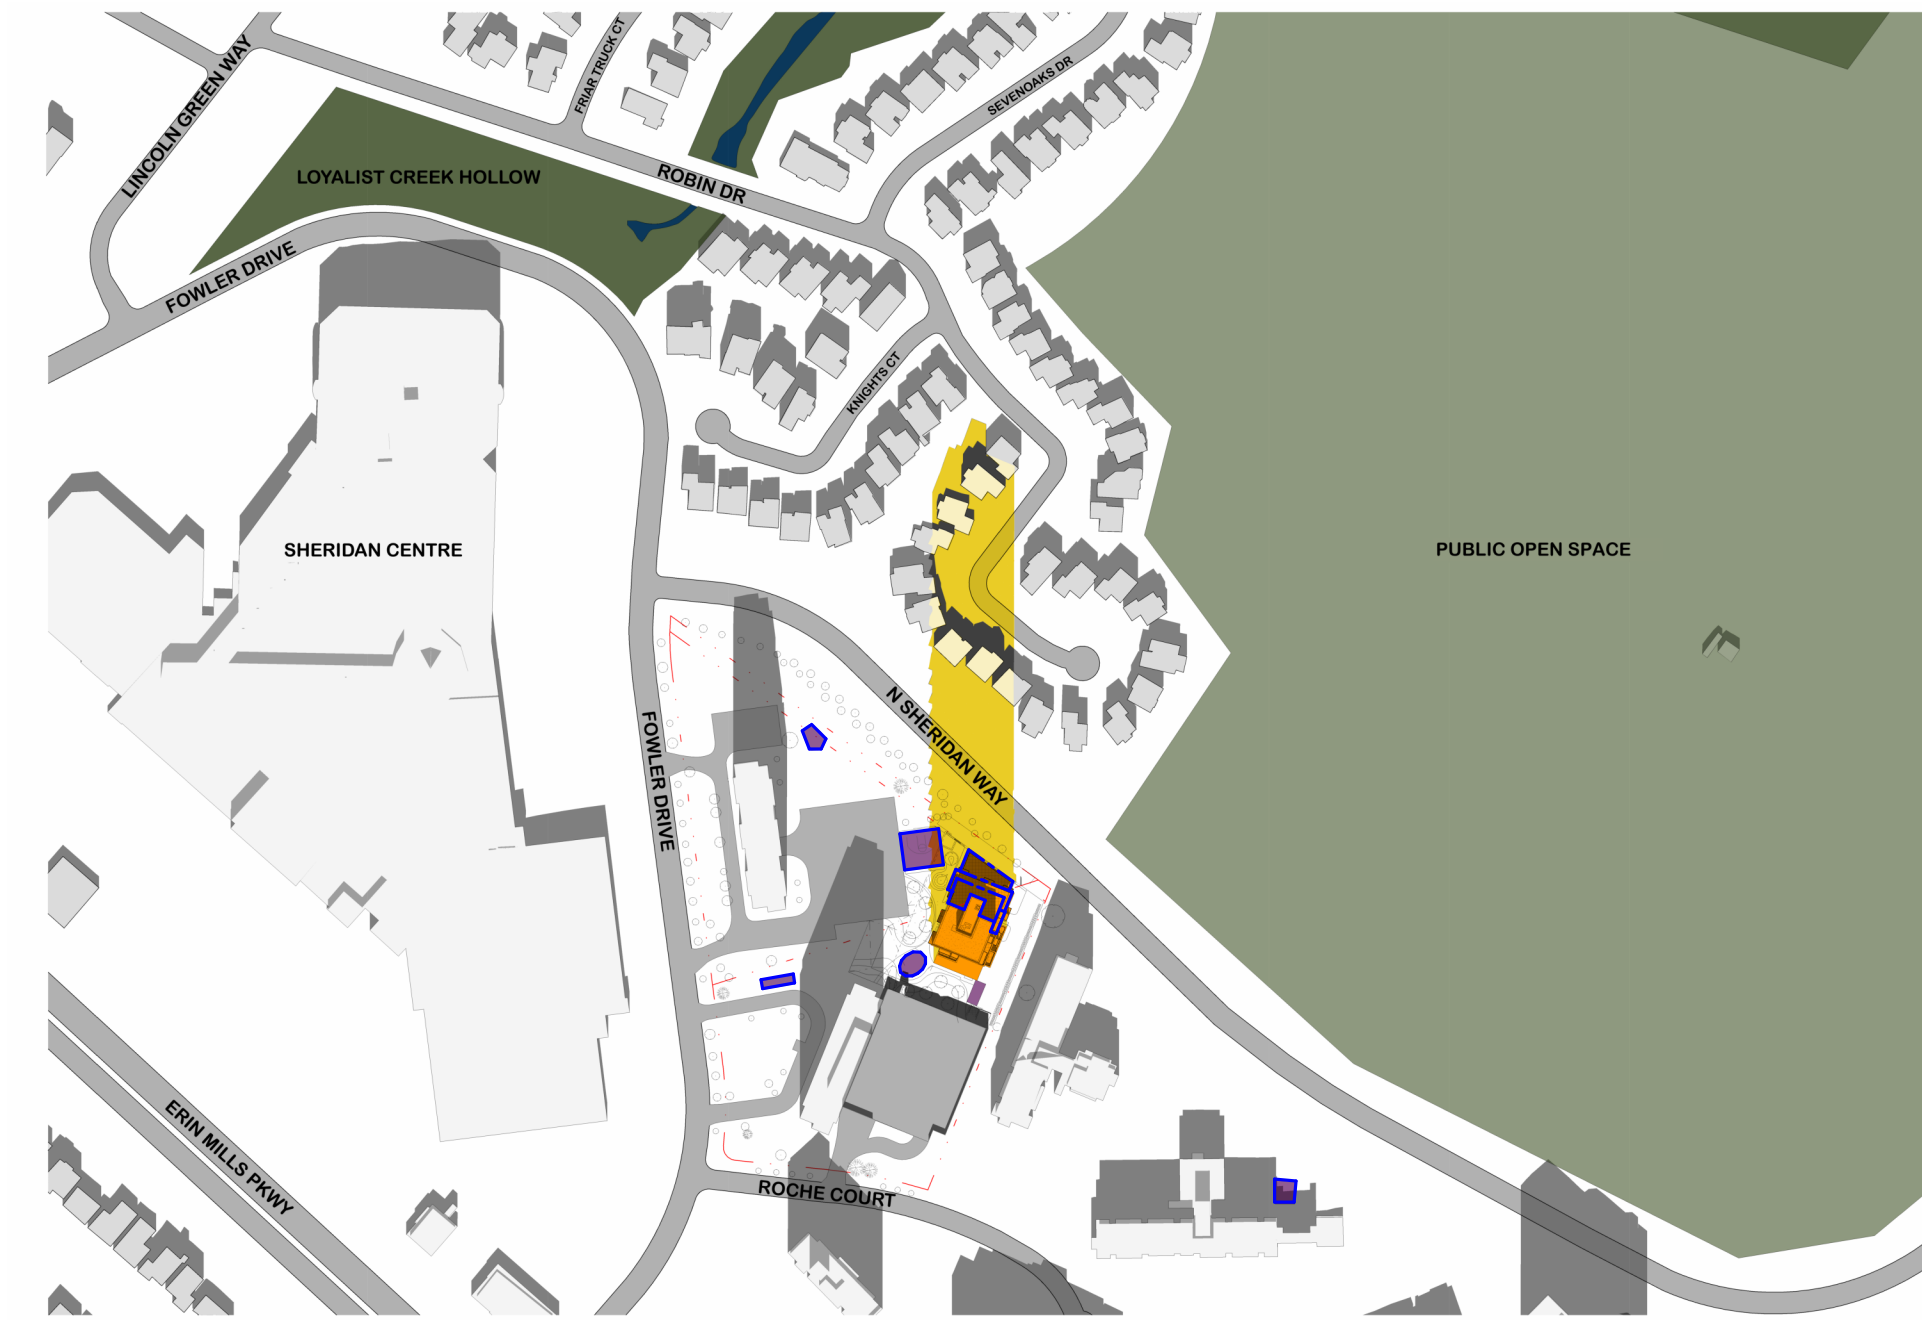 LINCOLN GREEN WAY
FRIAR TRUCK CT
SEVENOAKS DR
LOYALIST CREEK HOLLOW
ROBIN DR
FOWLER DRIVE
KNIGHTS CT
SHERIDAN CENTRE
PUBLIC OPEN SPACE
N SHERIDAN WAY
FOWLER DRIVE
ERIN MILLS PKWY
ROCHE COURT